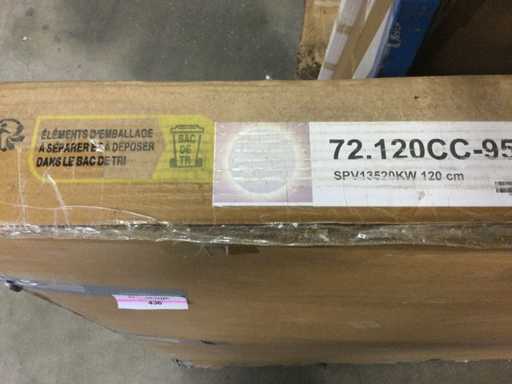 ÉLÉMENTS D'EMBALLAGE
À SÉPARER ET À DÉPOSER
DANS LE BAC DE TRI
BAC
DE
TRI
72.120CC-95
SPV13520KW 120 cm
436